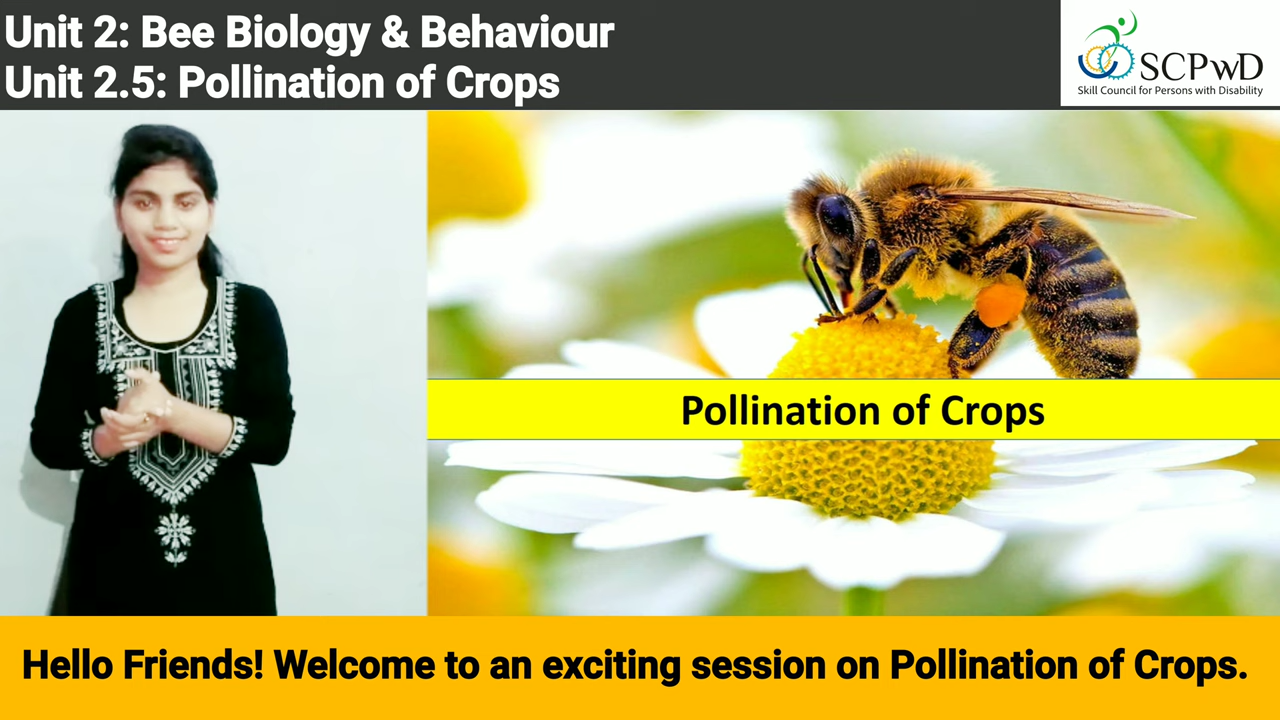 Unit 2: Bee Biology & Behaviour
Unit 2.5: Pollination of Crops
SCPwD
Skill Council for Persons with Disability
Pollination of Crops
Hello Friends! Welcome to an exciting session on Pollination of Crops.